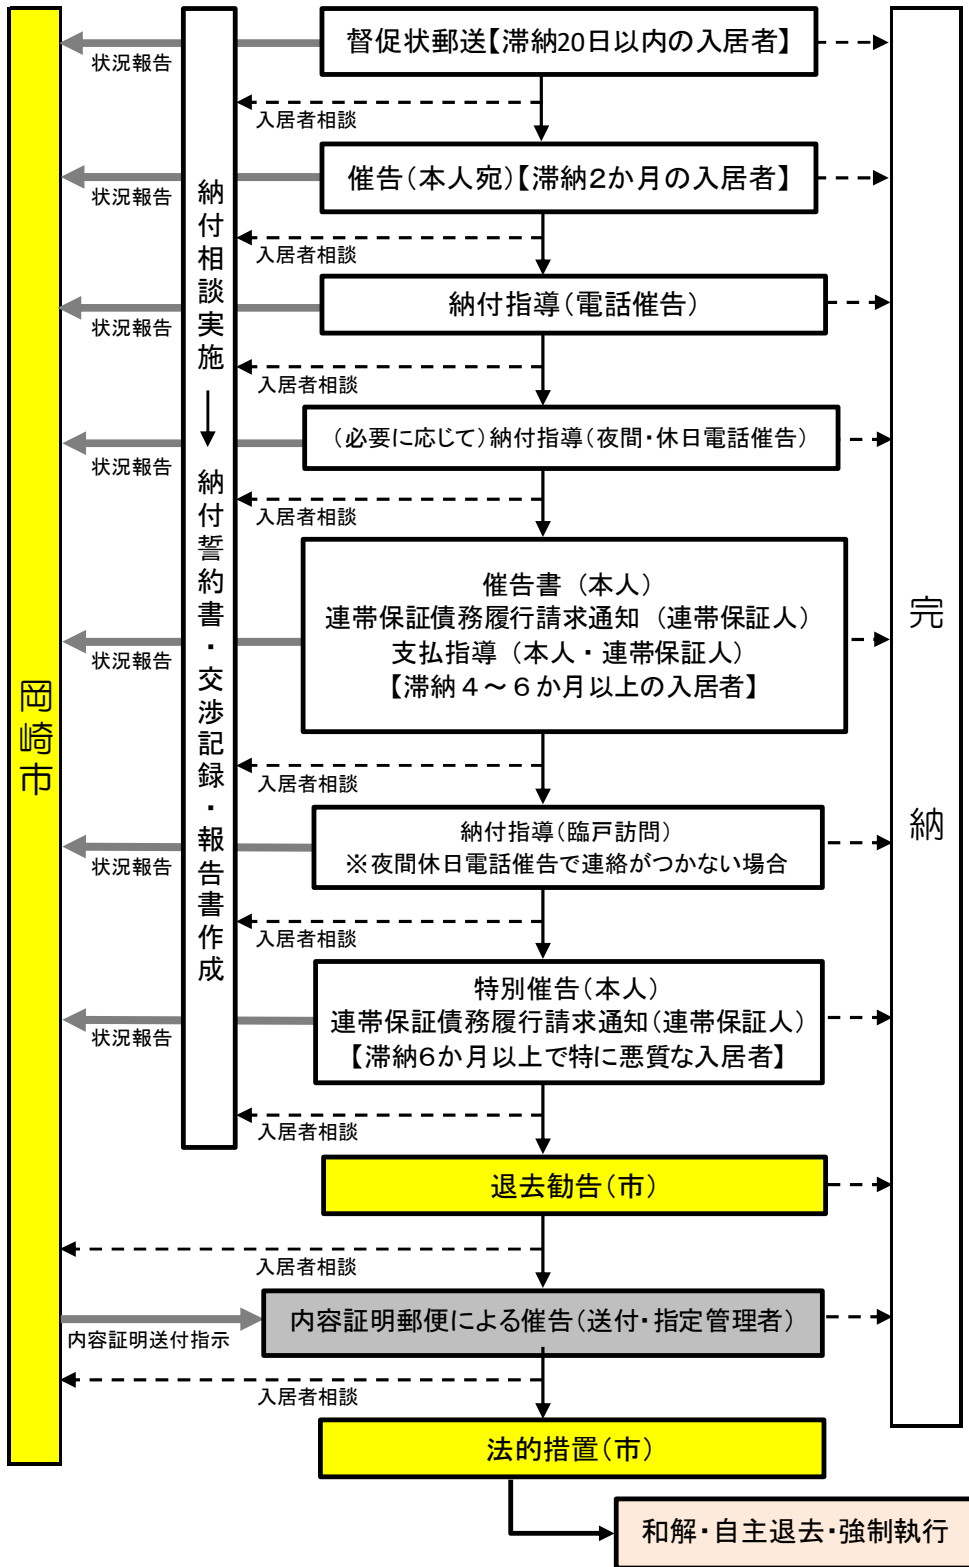 督促状郵送【滞納20日以内の入居者】
状況報告
入居者相談
催告（本人宛）【滞納２か月の入居者】
状況報告
入居者相談
納付指導（電話催告）
状況報告
入居者相談
（必要に応じて）納付指導（夜間・休日電話催告）
状況報告
入居者相談
催告書（本人）
連帯保証債務履行請求通知（連帯保証人）
支払指導（本人・連帯保証人）
【滞納４～６か月以上の入居者】
状況報告
入居者相談
納付指導（臨戸訪問）
※夜間休日電話催告で連絡がつかない場合
状況報告
入居者相談
特別催告（本人）
連帯保証債務履行請求通知（連帯保証人）
【滞納６か月以上で特に悪質な入居者】
状況報告
入居者相談
退去勧告（市）
入居者相談
内容証明郵便による催告（送付・指定管理者）
内容証明送付指示
入居者相談
法的措置（市）
和解・自主退去・強制執行
岡崎市
納付相談実施
納付誓約書・交渉記録・報告書作成
完納